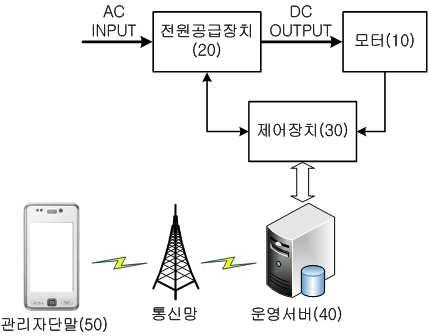 AC
INPUT
전원공급장치
(20)
DC
OUTPUT
모터(10)
제어장치(30)
관리자단말(50)
통신망
운영서버(40)